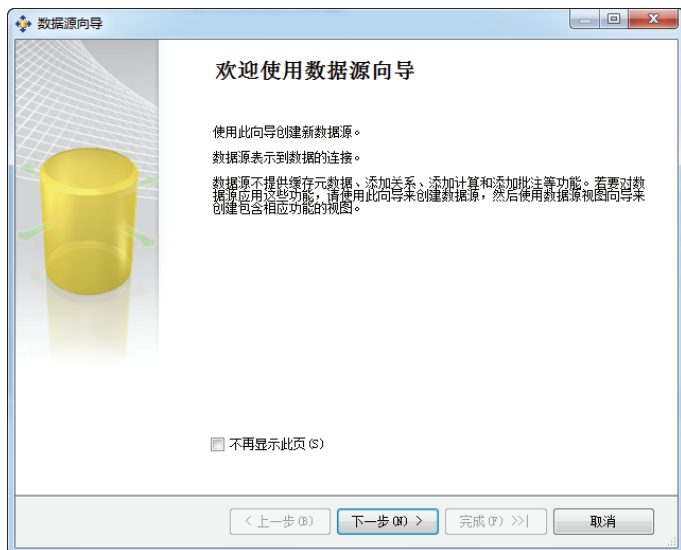 数据源向导
欢迎使用数据源向导
使用此向导创建新数据源。
数据源表示到数据的连接。
数据源不提供缓存元数据、添加关系、添加计算和添加批注等功能。若要对数
据源应用这些功能，请使用此向导来创建数据源，然后使用数据源视图向导来
创建包含相应功能的视图。
不再显示此页(S)
< 上一步(B)
下一步(N) >
完成(F) >>|
取消